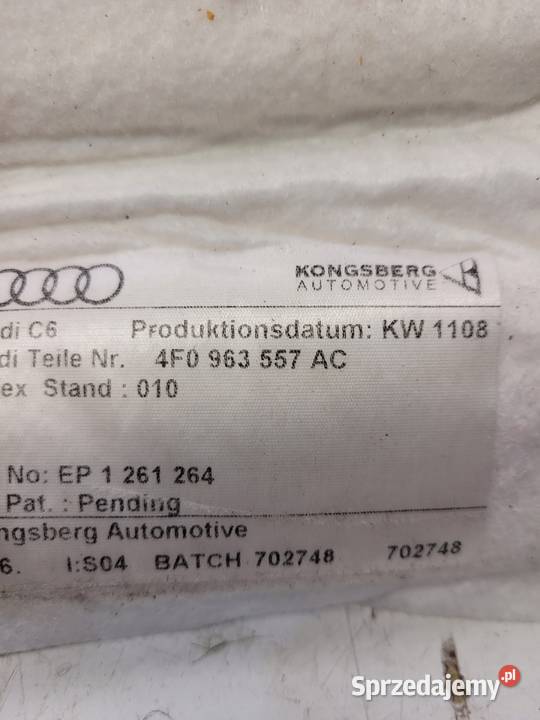 KONGSBERG
AUTOMOTIVE
di C6 Produktionsdatum: KW 1108
di Teile Nr. 4F0 963 557 AC
ex Stand : 010
No: EP 1 261 264
Pat. : Pending
ngsberg Automotive
6. I:S04 BATCH 702748 702748
Sprzedajemy.pl